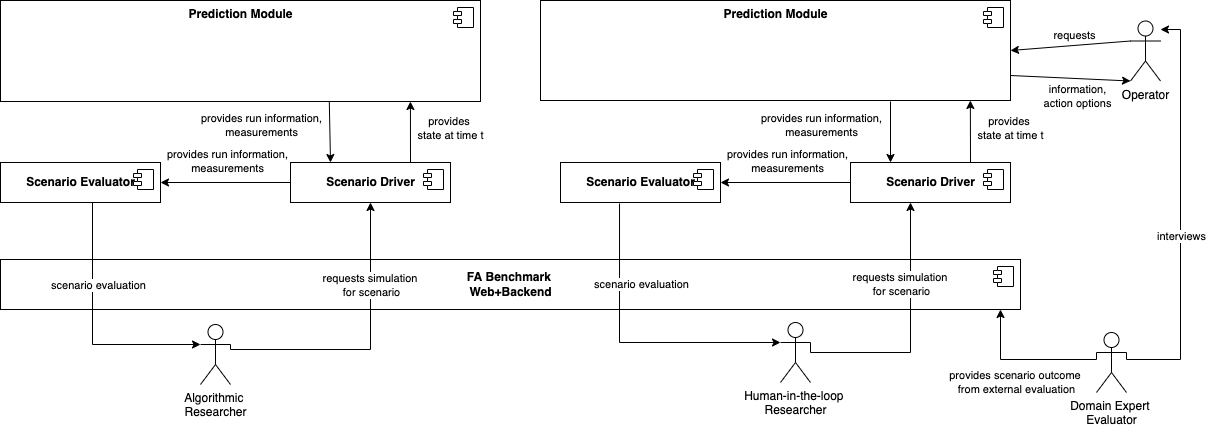 Prediction Module
Prediction Module
requests
information,
action options
Operator
provides run information,
measurements
provides
state at time t
provides run information,
measurements
provides
state at time t
provides run information,
measurements
provides run information,
measurements
Scenario Evaluator
Scenario Driver
Scenario Evaluator
Scenario Driver
interviews
scenario evaluation
requests simulation
for scenario
FA Benchmark
Web+Backend
scenario evaluation
requests simulation
for scenario
Algorithmic
Researcher
Human-in-the-loop
Researcher
provides scenario outcome
from external evaluation
Domain Expert
Evaluator